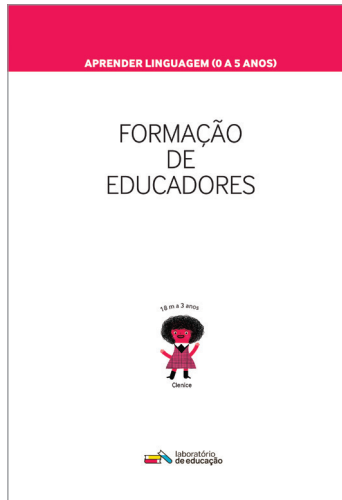 APRENDER LINGUAGEM (0 A 5 ANOS)
FORMAÇÃO
DE
EDUCADORES
18 m a 3 anos
Clenice
laboratório
de educação